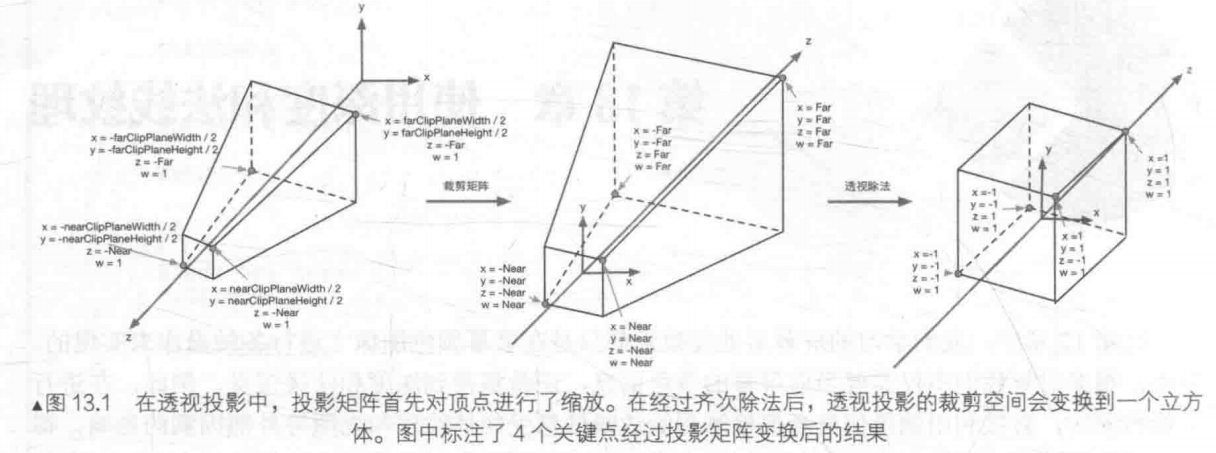 y
x
x = farClipPlaneWidth / 2
y = farClipPlaneHeight / 2
z = -Far
w = 1
x = -farClipPlaneWidth / 2
y = -farClipPlaneHeight / 2
z = -Far
w = 1
x = -nearClipPlaneWidth / 2
y = -nearClipPlaneHeight / 2
z = -Near
w = 1
x = nearClipPlaneWidth / 2
y = nearClipPlaneHeight / 2
z = -Near
w = 1
z
裁剪矩阵
z
x = Far
y = Far
z = Far
w = Far
x = -Far
y = -Far
z = Far
w = Far
y
x
x = -Near
y = -Near
z = -Near
w = Near
x = Near
y = Near
z = -Near
w = Near
透视除法
z
x =1
y = 1
z = 1
w = 1
y
x
x =-1
y = -1
z = 1
w = 1
x =1
y = 1
z = -1
w = 1
x =-1
y = -1
z = -1
w = 1
▲图13.1 在透视投影中，投影矩阵首先对顶点进行了缩放。在经过齐次除法后，透视投影的裁剪空间会变换到一个立方
体。图中标注了 4 个关键点经过投影矩阵变换后的结果